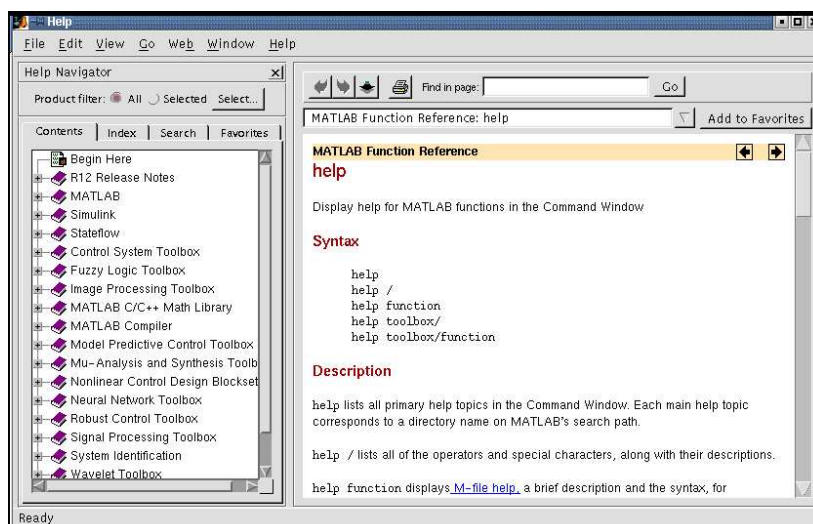 Help
File Edit View Go Web Window Help
Help Navigator
Product filter: All Selected Select...
Contents Index Search Favorites
Begin Here
R12 Release Notes
MATLAB
Simulink
Stateflow
Control System Toolbox
Fuzzy Logic Toolbox
Image Processing Toolbox
MATLAB C/C++ Math Library
MATLAB Compiler
Model Predictive Control Toolbox
Mu-Analysis and Synthesis Toolb
Nonlinear Control Design Blockset
Neural Network Toolbox
Robust Control Toolbox
Signal Processing Toolbox
System Identification
Wavelet Toolbox
Find in page: Go
MATLAB Function Reference: help Add to Favorites
MATLAB Function Reference
help
Display help for MATLAB functions in the Command Window
Syntax
help
help /
help function
help toolbox/
help toolbox/function
Description
help lists all primary help topics in the Command Window. Each main help topic
corresponds to a directory name on MATLAB's search path.
help / lists all of the operators and special characters, along with their descriptions.
help function displays M-file help, a brief description and the syntax, for
Ready